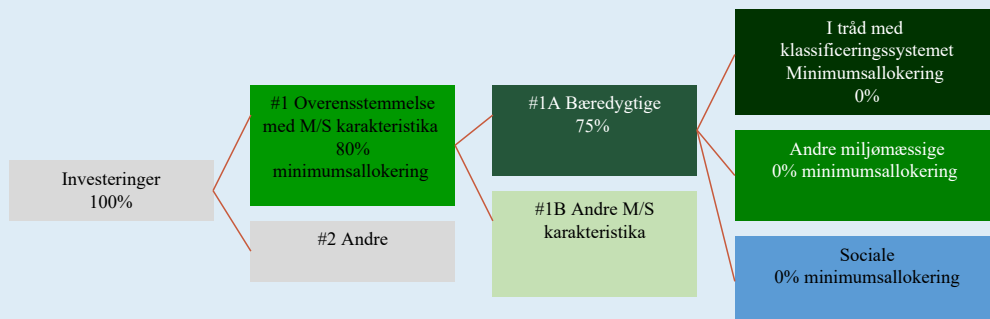 Investeringer
100%
#1 Overensstemmelse
med M/S karakteristika
80%
minimumsallokering
#2 Andre
#1A Bæredygtige
75%
#1B Andre M/S
karakteristika
I tråd med
klassificeringssystemet
Minimumsallokering
0%
Andre miljømæssige
0% minimumsallokering
Sociale
0% minimumsallokering